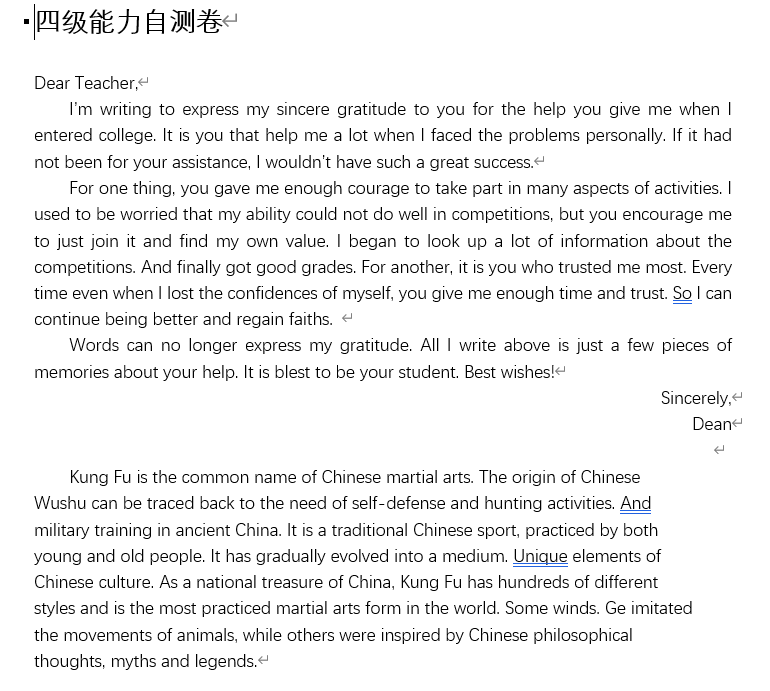 四级能力自测卷
Dear Teacher,
I'm writing to express my sincere gratitude to you for the help you give me when I
entered college. It is you that help me a lot when I faced the problems personally. If it had
not been for your assistance, I wouldn't have such a great success.
For one thing, you gave me enough courage to take part in many aspects of activities. I
used to be worried that my ability could not do well in competitions, but you encourage me
to just join it and find my own value. I began to look up a lot of information about the
competitions. And finally got good grades. For another, it is you who trusted me most. Every
time even when I lost the confidences of myself, you give me enough time and trust. So I can
continue being better and regain faiths.
Words can no longer express my gratitude. All I write above is just a few pieces of
memories about your help. It is blest to be your student. Best wishes!
Sincerely,
Dean
Kung Fu is the common name of Chinese martial arts. The origin of Chinese
Wushu can be traced back to the need of self-defense and hunting activities. And
military training in ancient China. It is a traditional Chinese sport, practiced by both
young and old people. It has gradually evolved into a medium. Unique elements of
Chinese culture. As a national treasure of China, Kung Fu has hundreds of different
styles and is the most practiced martial arts form in the world. Some winds. Ge imitated
the movements of animals, while others were inspired by Chinese philosophical
thoughts, myths and legends.